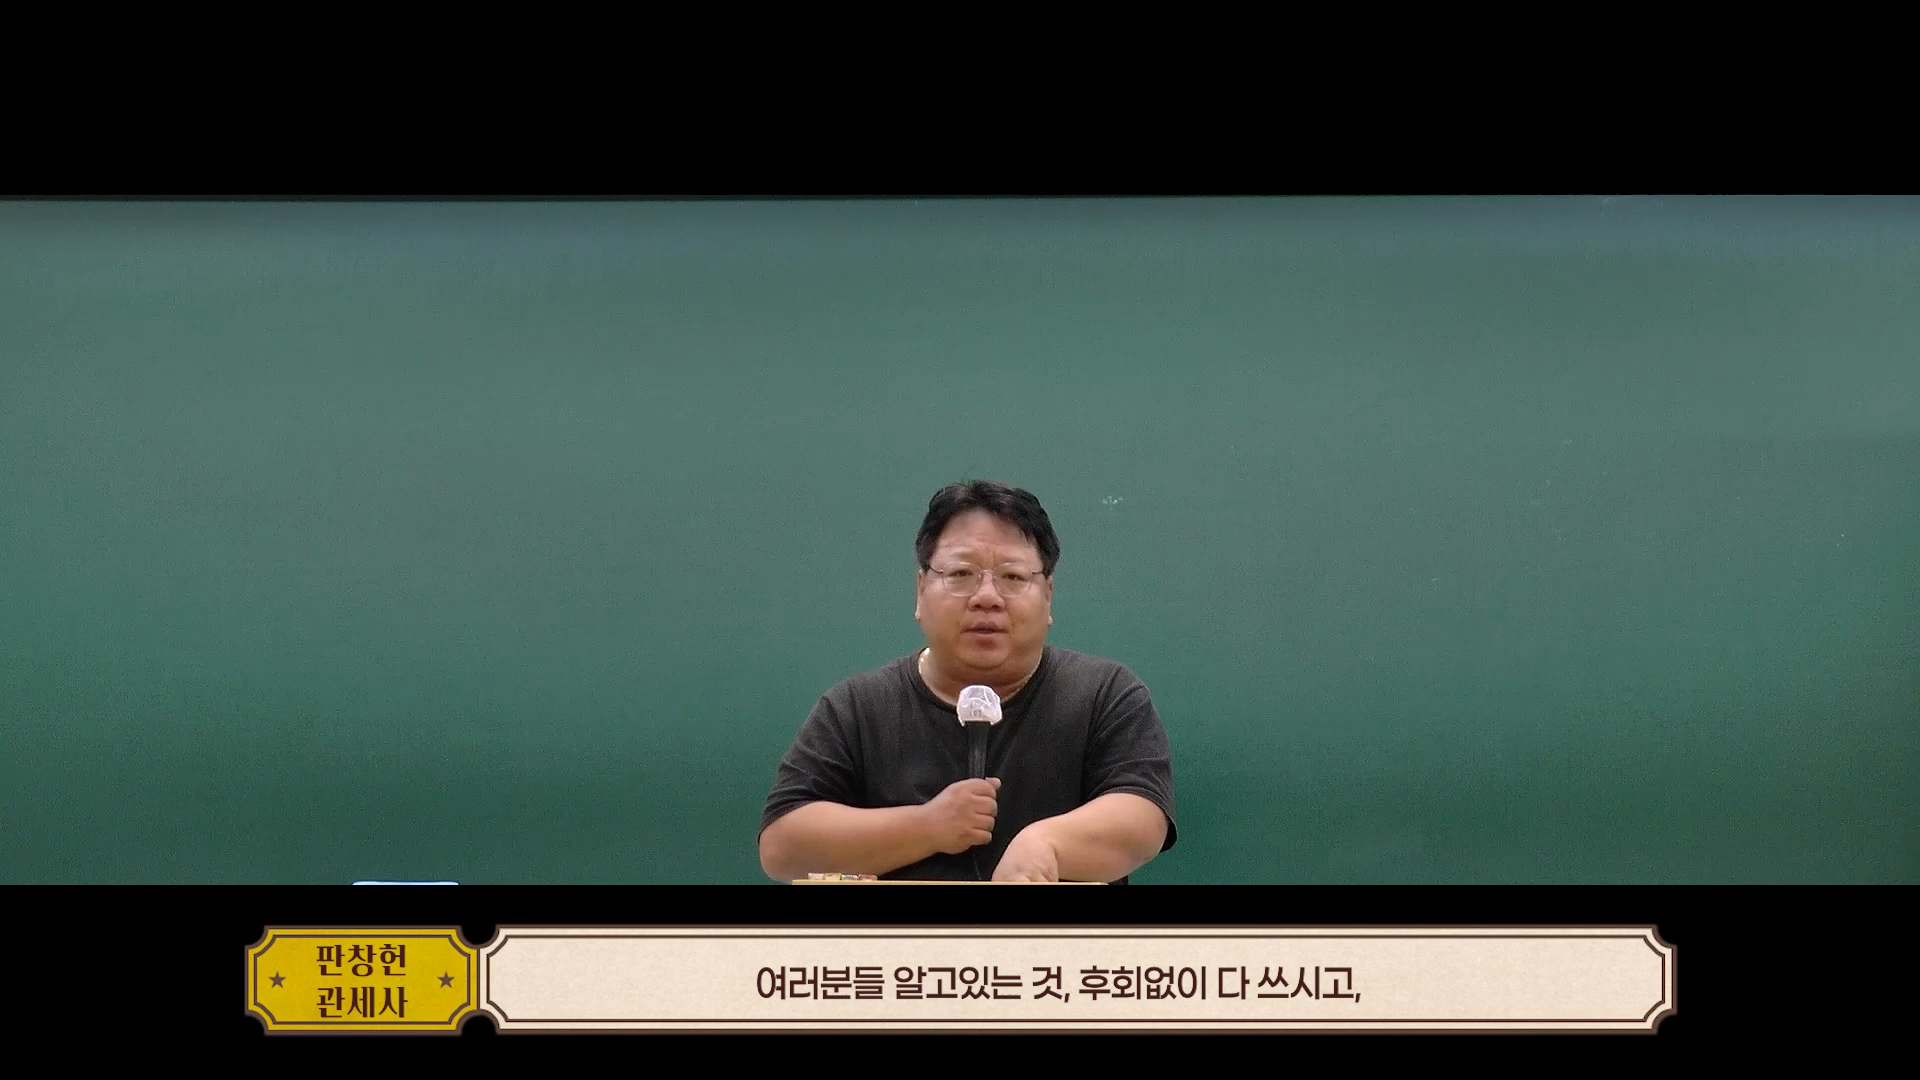 판창헌
관세사
여러분들 알고있는 것, 후회없이 다 쓰시고,